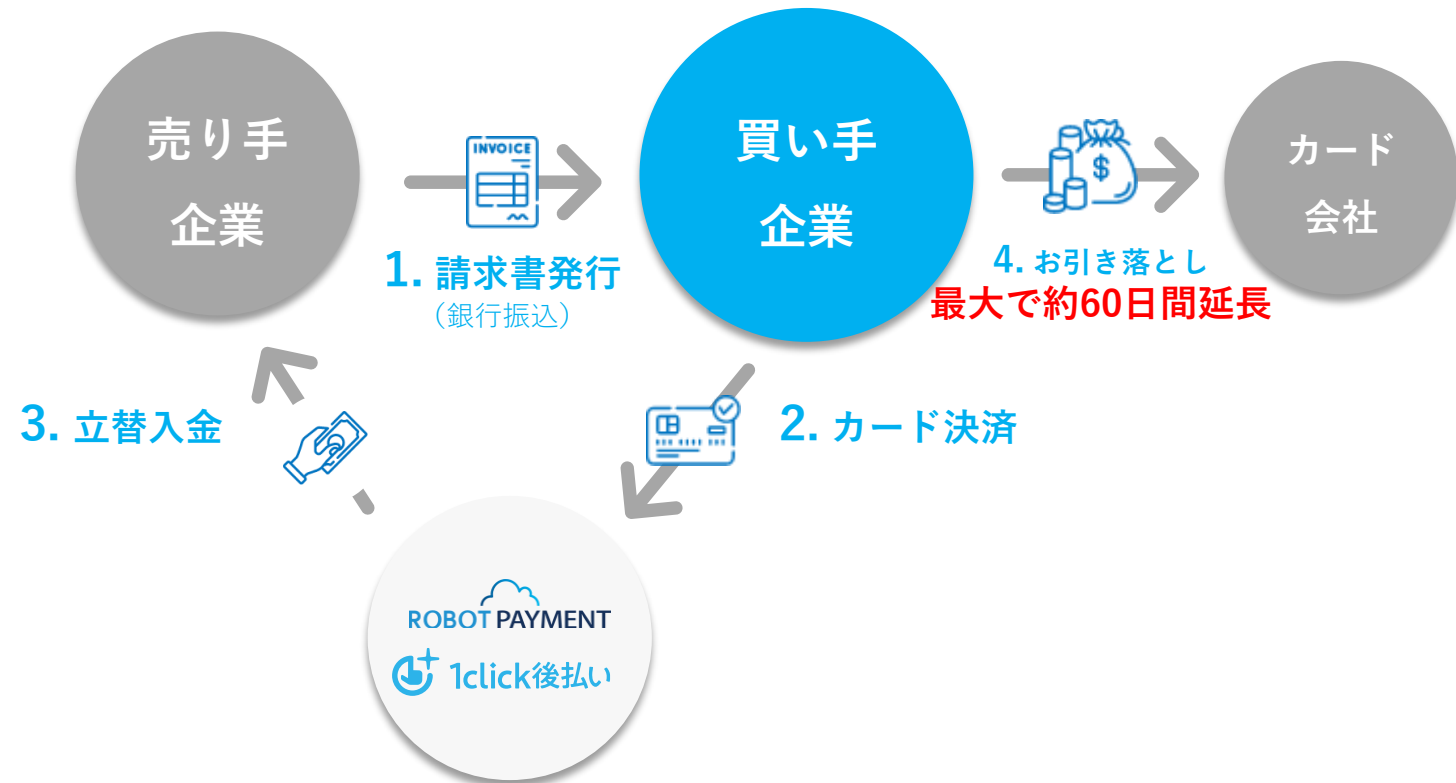 売り手
企業
INVOICE
1. 請求書発行
（銀行振込）
買い手
企業
$
4. お引き落とし
最大で約60日間延長
カード
会社
3. 立替入金
2. カード決済
ROBOT PAYMENT
1click後払い